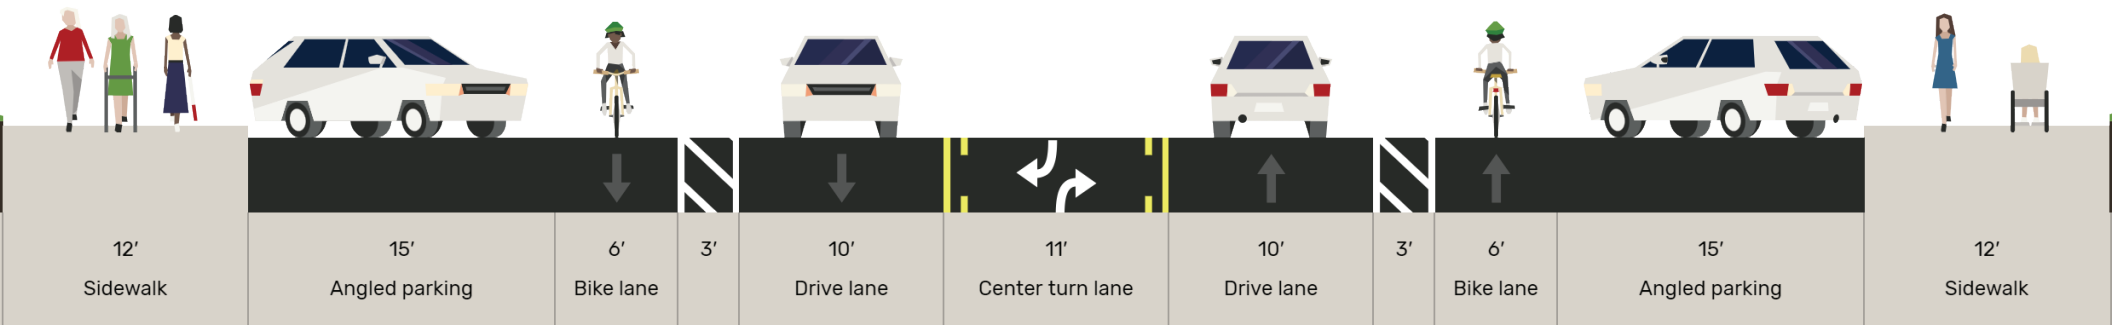 12′ 15′ 6′ 3′ 10′ 11′ 10′ 3′ 6′ 15′ 12′
Sidewalk Angled parking Bike lane Drive lane Center turn lane Drive lane Bike lane Angled parking Sidewalk